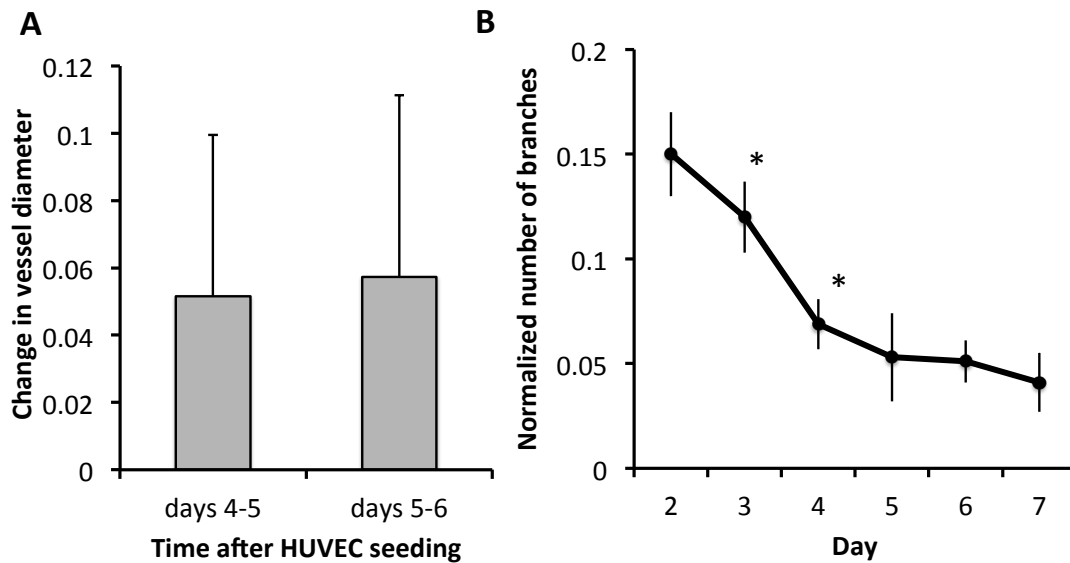 A
Change in vessel diameter
0.12
0.1
0.08
0.06
0.04
0.02
0
days 4-5 days 5-6
Time after HUVEC seeding
B
Normalized number of branches
0.2
0.15
0.1
0.05
0
*
*
2 3 4 5 6 7
Day